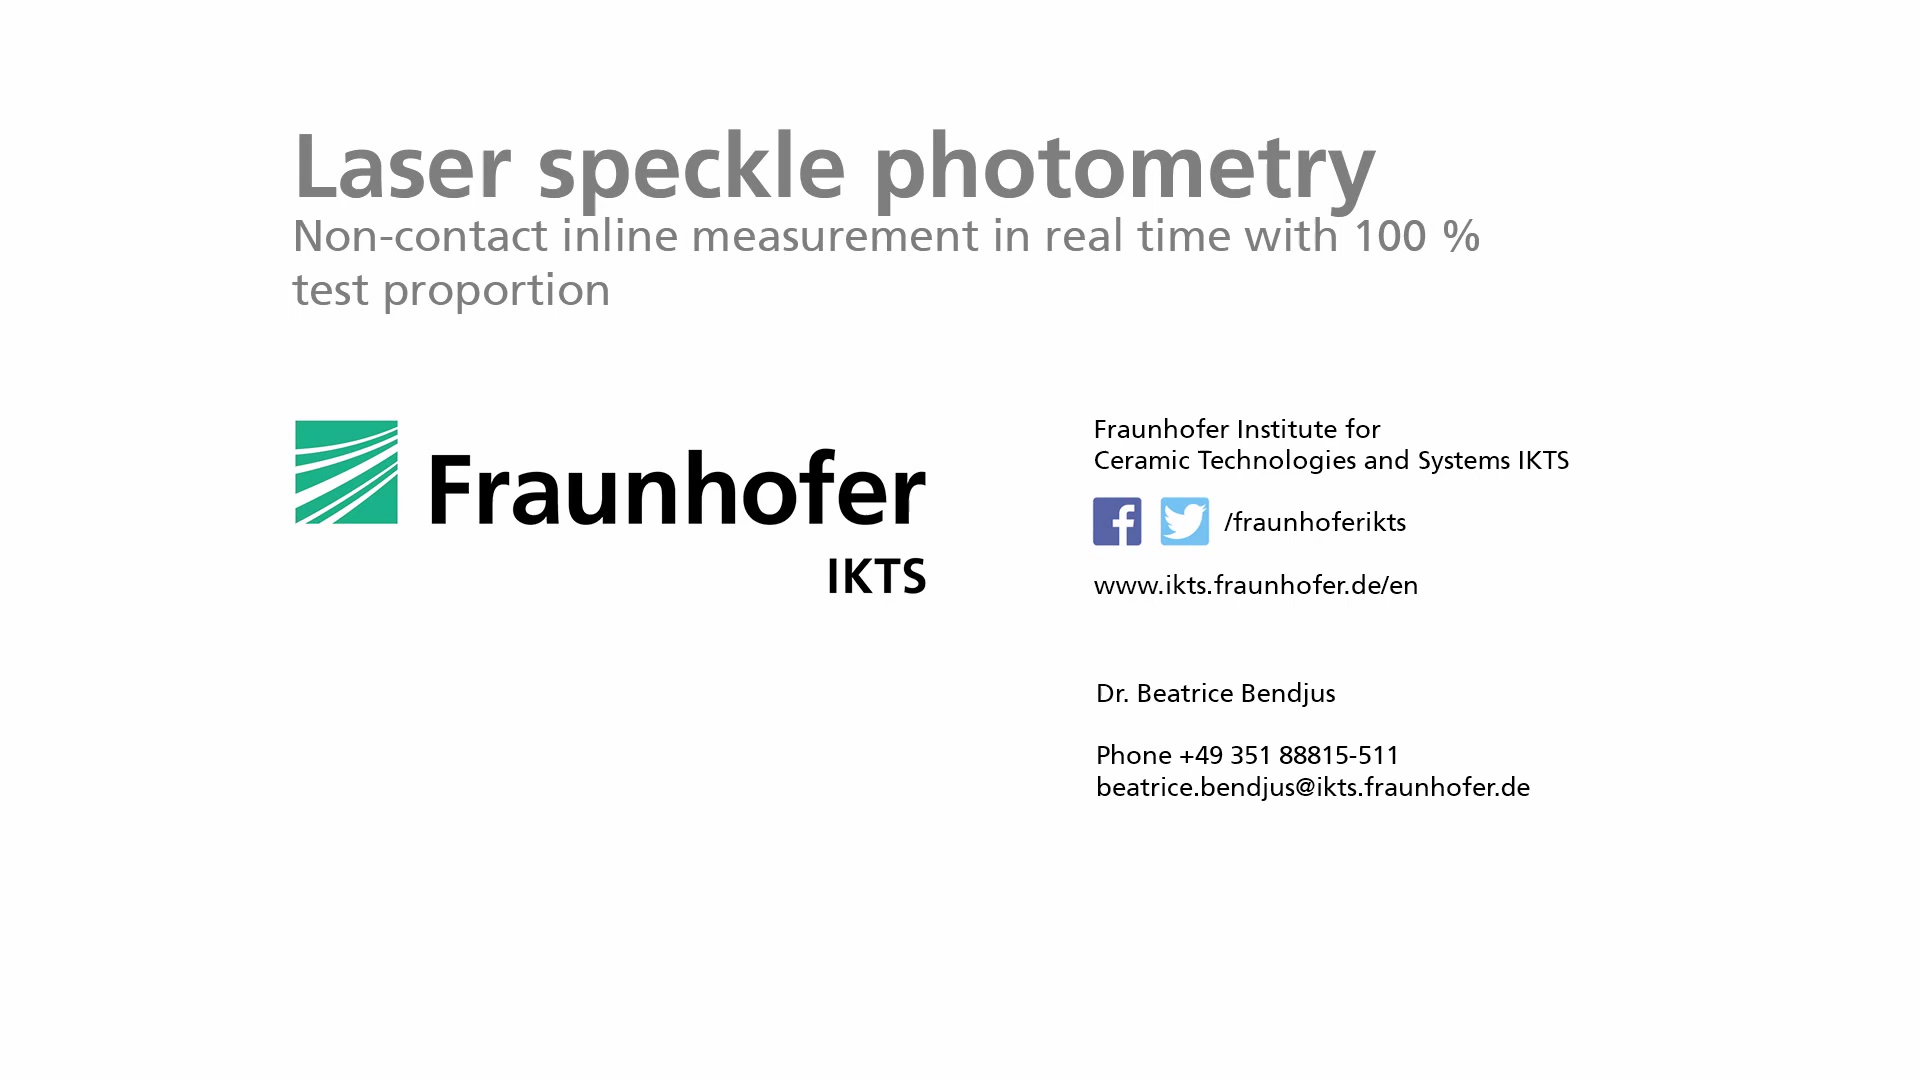 Laser speckle photometry
Non-contact inline measurement in real time with 100 %
test proportion
Fraunhofer
IKTS
Fraunhofer Institute for
Ceramic Technologies and Systems IKTS
/fraunhoferikts
www.ikts.fraunhofer.de/en
Dr. Beatrice Bendjus
Phone +49 351 88815-511
beatrice.bendjus@ikts.fraunhofer.de